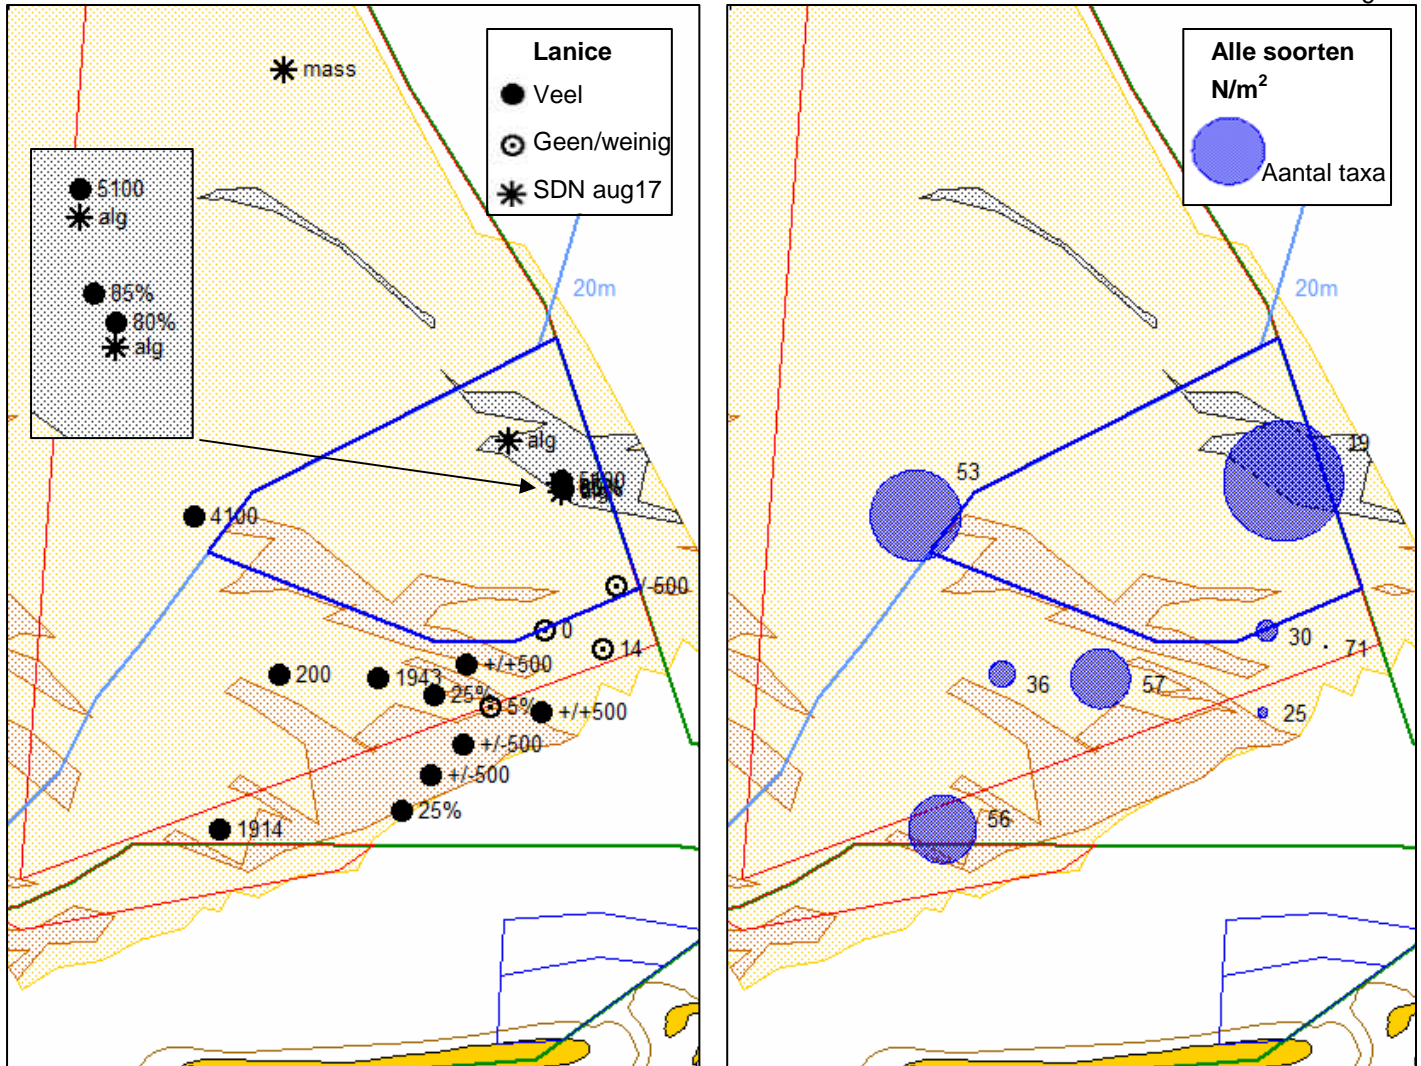 g
Lanice
Veel
Geen/weinig
SDN aug17
mass
5100
alg
85%
80%
alg
20m
alg
4100
/-500
0
14
+/+500
200
1943
25%
5%
+/+500
+/-500
+/-500
25%
1914
Alle soorten
N/m²
Aantal taxa
20m
19
53
30
71
36
57
25
56